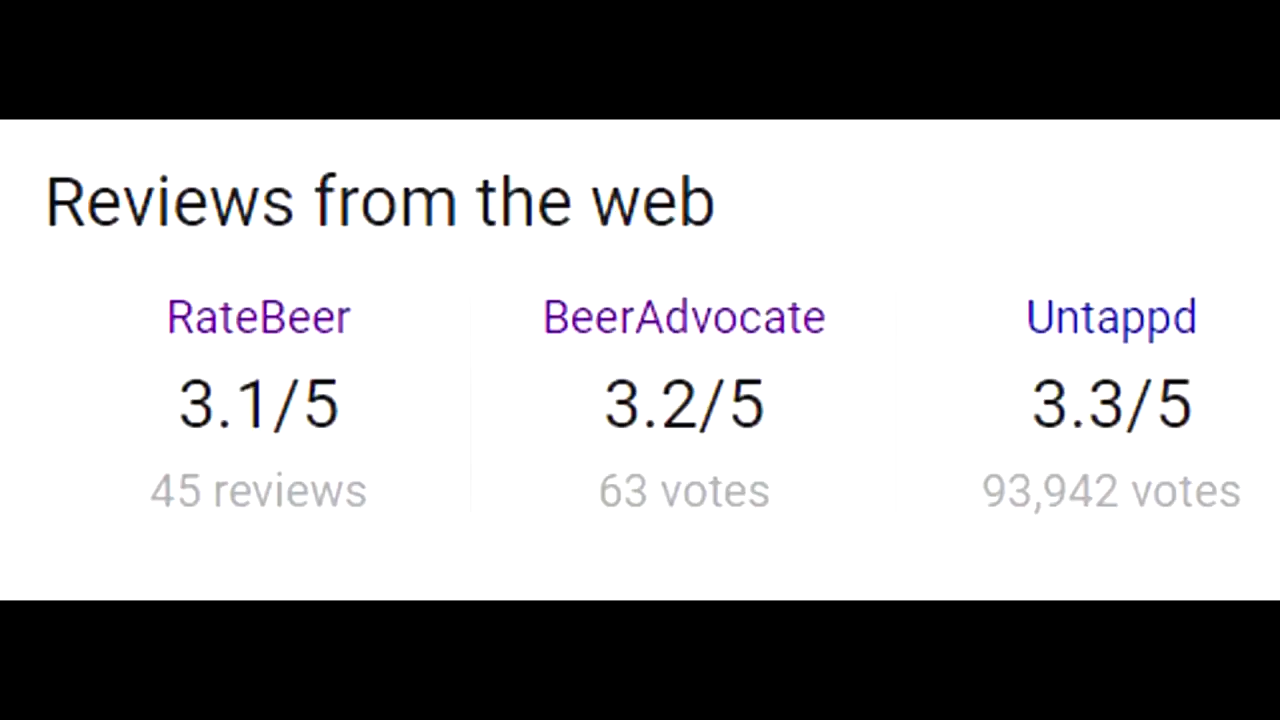 Reviews from the web
RateBeer BeerAdvocate Untappd
3.1/5 3.2/5 3.3/5
45 reviews 63 votes 93,942 votes